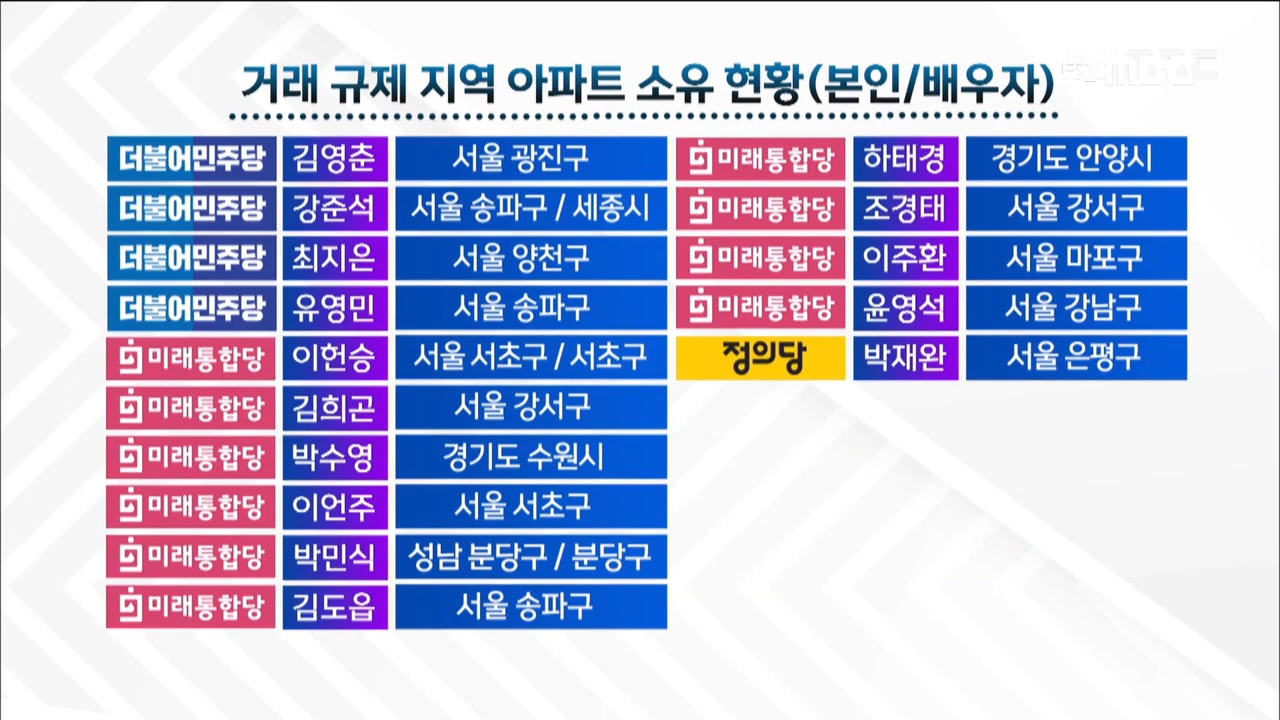 거래 규제 지역 아파트 소유 현황(본인/배우자)
더불어민주당 김영춘 서울 광진구
더불어민주당 강준석 서울 송파구 / 세종시
더불어민주당 최지은 서울 양천구
더불어민주당 유영민 서울 송파구
미래통합당 이헌승 서울 서초구 / 서초구
미래통합당 김희곤 서울 강서구
미래통합당 박수영 경기도 수원시
미래통합당 이언주 서울 서초구
미래통합당 박민식 성남 분당구 / 분당구
미래통합당 김도읍 서울 송파구
미래통합당 하태경 경기도 안양시
미래통합당 조경태 서울 강서구
미래통합당 이주환 서울 마포구
미래통합당 윤영석 서울 강남구
정의당 박재완 서울 은평구